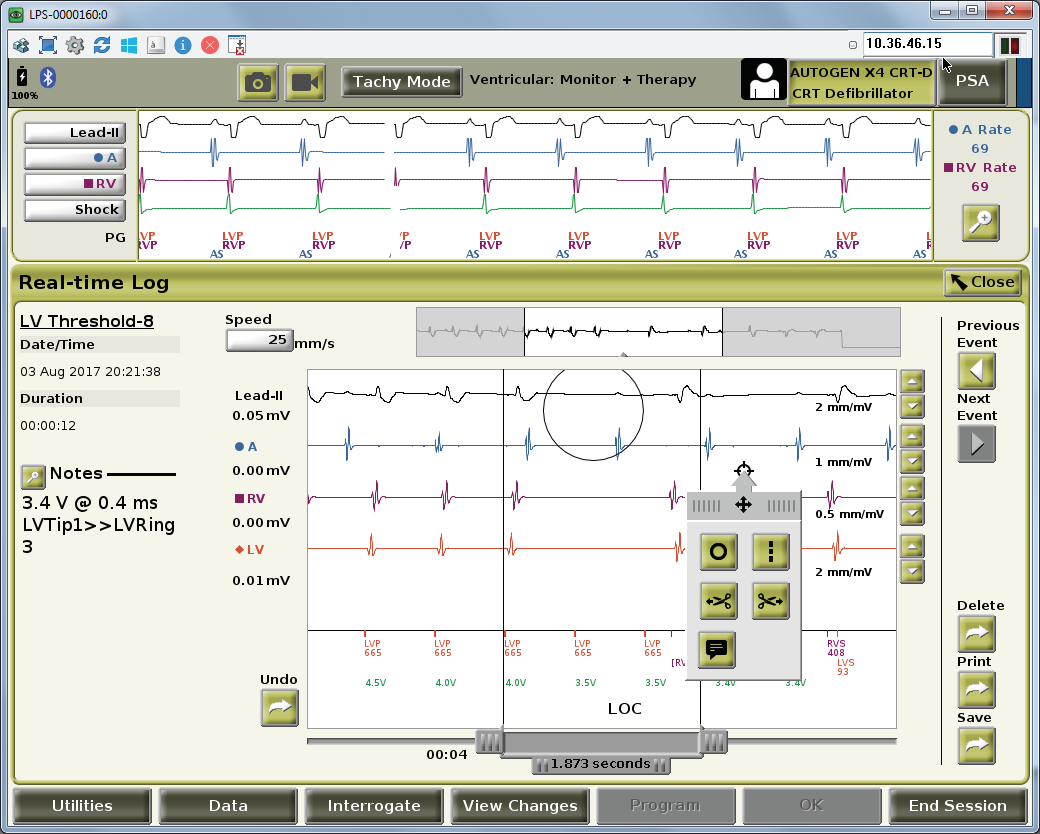 LPS-0000160:0
10.36.46.15
100%
Tachy Mode
Ventricular: Monitor + Therapy
AUTOGEN X4 CRT-D
CRT Defibrillator
PSA
Lead-II
A
RV
Shock
PG
LVP LVP LVP LVP LVP LVP LVP LVP
RVP RVP RVP /P RVP RVP RVP RVP RVP
AS AS AS AS AS AS AS AS
A Rate
69
RV Rate
69
Real-time Log
Close
LV Threshold-8
Date/Time
03 Aug 2017 20:21:38
Duration
00:00:12
Notes
3.4 V @ 0.4 ms
LVTip1>>LVRing
3
Speed
25 mm/s
Lead-II
0.05 mV
A
0.00 mV
RV
0.00 mV
LV
0.01 mV
2 mm/mV
1 mm/mV
0.5 mm/mV
2 mm/mV
LVP LVP LVP LVP LVP RVS
665 665 665 665 665 408
[RV LVS
93
4.5V 4.0V 4.0V 3.5V 3.5V 3.4V 3.4V
LOC
Undo
00:04
1.873 seconds
Previous
Event
Next
Event
Delete
Print
Save
Utilities
Data
Interrogate
View Changes
Program
OK
End Session